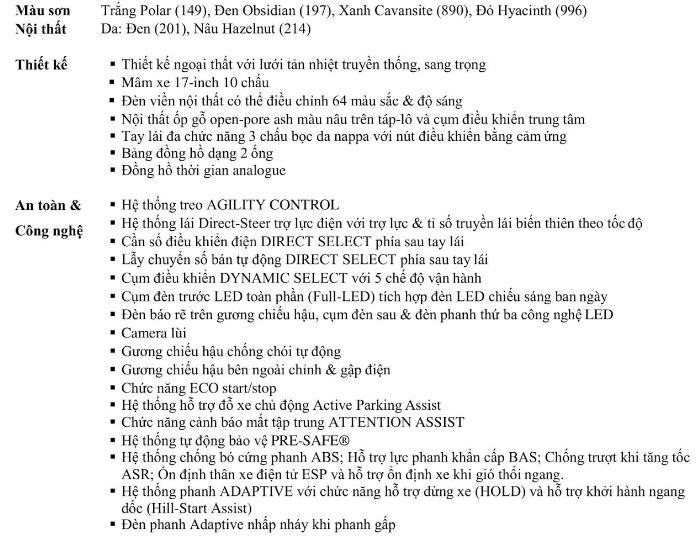 Màu sơn Trắng Polar (149), Đen Obsidian (197), Xanh Cavansite (890), Đỏ Hyacinth (996)
Nội thất Da: Đen (201), Nâu Hazelnut (214)
Thiết kế ▪ Thiết kế ngoại thất với lưới tản nhiệt truyền thống, sang trọng
▪ Mâm xe 17-inch 10 chấu
▪ Đèn viền nội thất có thể điều chỉnh 64 màu sắc & độ sáng
▪ Nội thất ốp gỗ open-pore ash màu nâu trên táp-lô và cụm điều khiển trung tâm
▪ Tay lái đa chức năng 3 chấu bọc da nappa với nút điều khiển bằng cảm ứng
▪ Bảng đồng hồ dạng 2 ống
▪ Đồng hồ thời gian analogue
An toàn & ▪ Hệ thống treo AGILITY CONTROL
Công nghệ ▪ Hệ thống lái Direct-Steer trợ lực điện với trợ lực & tỉ số truyền lái biến thiên theo tốc độ
▪ Cần số điều khiển điện DIRECT SELECT phía sau tay lái
▪ Lẫy chuyển số bán tự động DIRECT SELECT phía sau tay lái
▪ Cụm điều khiển DYNAMIC SELECT với 5 chế độ vận hành
▪ Cụm đèn trước LED toàn phần (Full-LED) tích hợp đèn LED chiếu sáng ban ngày
▪ Đèn báo rẽ trên gương chiếu hậu, cụm đèn sau & đèn phanh thứ ba công nghệ LED
▪ Camera lùi
▪ Gương chiếu hậu chống chói tự động
▪ Gương chiếu hậu bên ngoài chỉnh & gập điện
▪ Chức năng ECO start/stop
▪ Hệ thống hỗ trợ đỗ xe chủ động Active Parking Assist
▪ Chức năng cảnh báo mất tập trung ATTENTION ASSIST
▪ Hệ thống tự động bảo vệ PRE-SAFE®
▪ Hệ thống chống bó cứng phanh ABS; Hỗ trợ lực phanh khẩn cấp BAS; Chống trượt khi tăng tốc
ASR; Ổn định thân xe điện tử ESP và hỗ trợ ổn định xe khi gió thổi ngang.
▪ Hệ thống phanh ADAPTIVE với chức năng hỗ trợ dừng xe (HOLD) và hỗ trợ khởi hành ngang
dốc (Hill-Start Assist)
▪ Đèn phanh Adaptive nhấp nháy khi phanh gấp